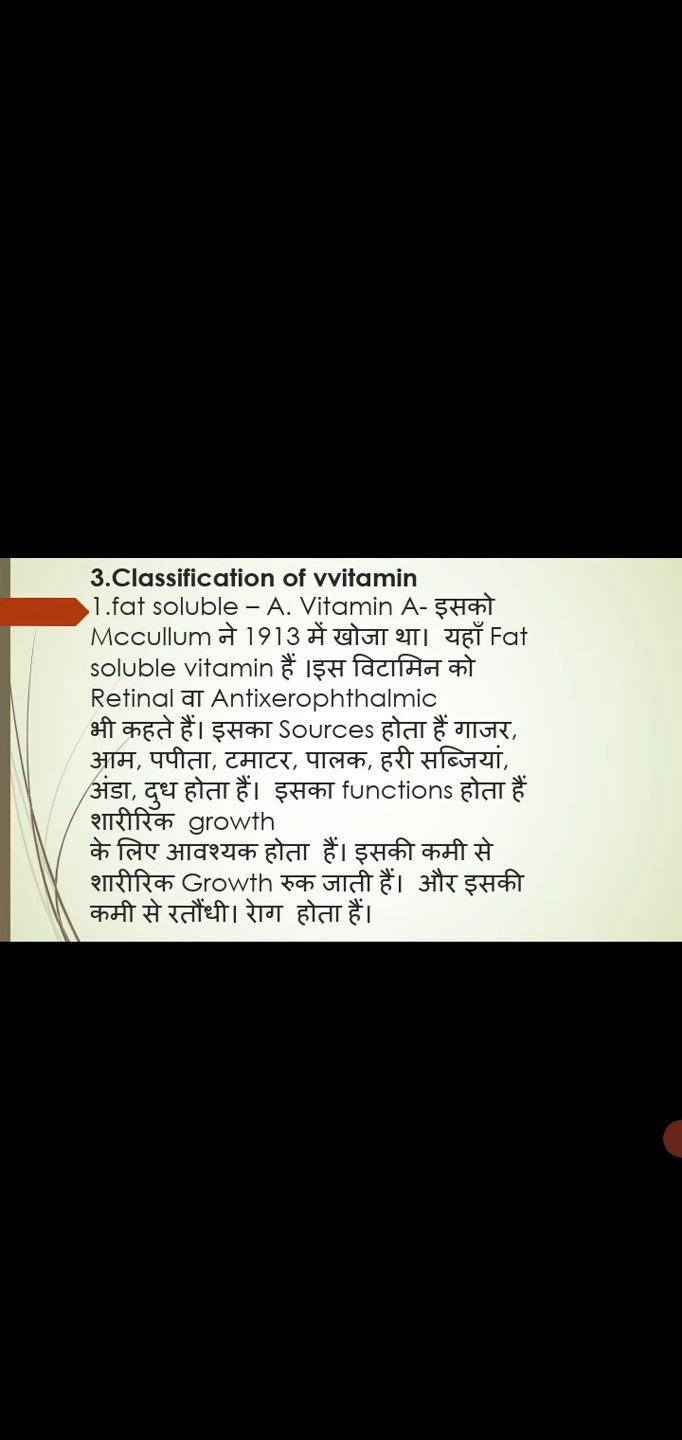 3.Classification of vvitamin
1.fat soluble – A. Vitamin A- इसको
Mccullum ने 1913 में खोजा था।  यहाँ Fat
soluble vitamin हैं ।इस विटामिन को
Retinal वा Antixerophthalmic
भी कहते हैं। इसका Sources होता हैं गाजर,
आम, पपीता, टमाटर, पालक, हरी सब्जियां,
अंडा, दुध होता हैं।  इसका functions होता हैं
शारीरिक  growth
के लिए आवश्यक होता  हैं। इसकी कमी से
शारीरिक Growth रुक जाती हैं।  और इसकी
कमी से रतौंधी। रेाग  होता हैं।